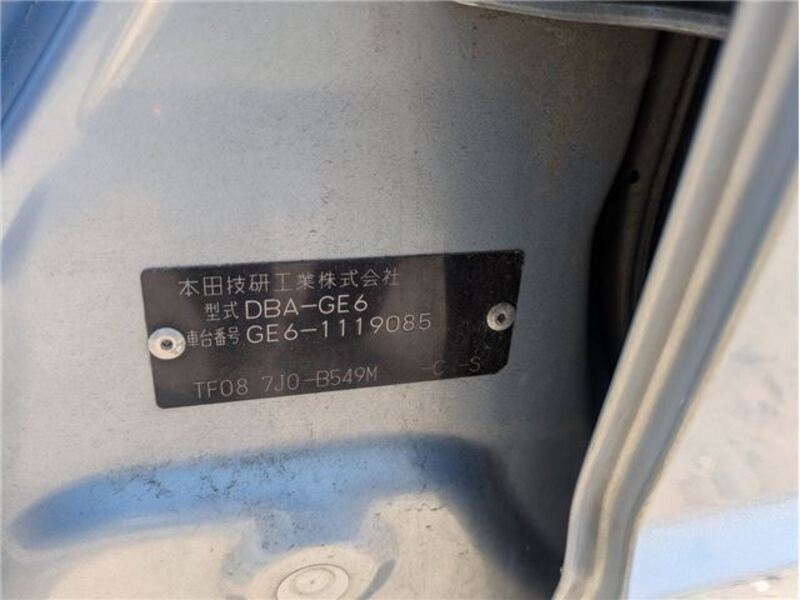 本田技研工業株式会社
型式 DBA-GE6
車台番号 GE6-1119085
TF08 7J0-B549M -C -S